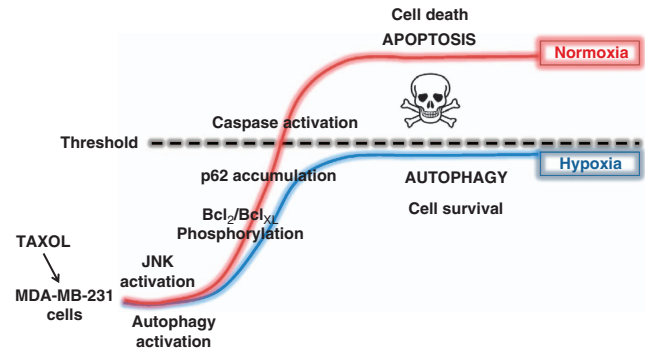 Cell death
APOPTOSIS
Normoxia
Caspase activation
Threshold
Hypoxia
p62 accumulation
AUTOPHAGY
Cell survival
Bcl2/BclXL
Phosphorylation
TAXOL
JNK
activation
MDA-MB-231
cells
Autophagy
activation